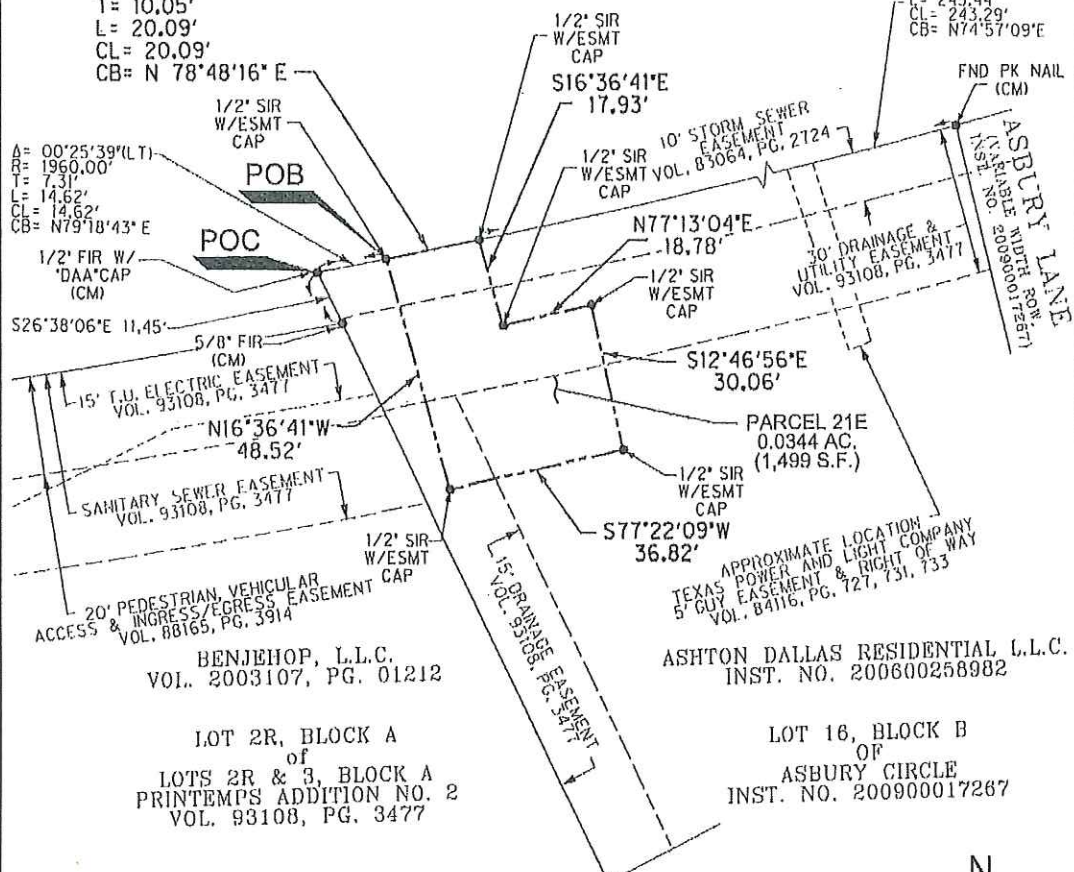 T= 10.05'
L= 20.09'
CL= 20.09'
CB= N 78°48'16" E
1/2" SIR
W/ESMT
CAP
S16°36'41"E
17.93'
CL= 243.29'
CB= N74°57'09"E
FND PK NAIL
(CM)
ASBURY LANE
(VARIABLE WIDTH ROW
INST. NO. 200900017267)
1/2" SIR
W/ESMT
CAP
10' STORM SEWER
EASEMENT
VOL. 83064, PG. 2724
1/2" SIR
W/ESMT
CAP
Δ= 00°25'39"(LT)
R= 1960.00'
T= 7.31'
L= 14.62'
CL= 14.62'
CB= N79°18'43" E
POB
POC
1/2" FIR W/
"DAA"CAP
(CM)
N77°13'04"E
18.78'
1/2" SIR
W/ESMT
CAP
30' DRAINAGE &
UTILITY EASEMENT
VOL. 93108, PG. 3477
S26°38'06"E 11.45'
5/8" FIR
(CM)
S12°46'56"E
30.06'
15' T.U. ELECTRIC EASEMENT
VOL. 93108, PG. 3477
N16°36'41"W
48.52'
PARCEL 21E
0.0344 AC.
(1,499 S.F.)
1/2" SIR
W/ESMT
CAP
SANITARY SEWER EASEMENT
VOL. 93108, PG. 3477
1/2" SIR
W/ESMT
CAP
S77°22'09"W
36.82'
APPROXIMATE LOCATION
TEXAS POWER AND LIGHT COMPANY
5' GUY EASEMENT & RIGHT OF WAY
VOL. 84116, PG. 727, 731, 733
20' PEDESTRIAN, VEHICULAR
ACCESS & INGRESS/EGRESS EASEMENT
VOL. 88165, PG. 3914
15' DRAINAGE EASEMENT
VOL. 93108, PG. 3477
BENJEHOP, L.L.C.
VOL. 2003107, PG. 01212
ASHTON DALLAS RESIDENTIAL L.L.C.
INST. NO. 200600258982
LOT 2R, BLOCK A
of
LOTS 2R & 3, BLOCK A
PRINTEMPS ADDITION NO. 2
VOL. 93108, PG. 3477
LOT 16, BLOCK B
OF
ASBURY CIRCLE
INST. NO. 200900017267
N